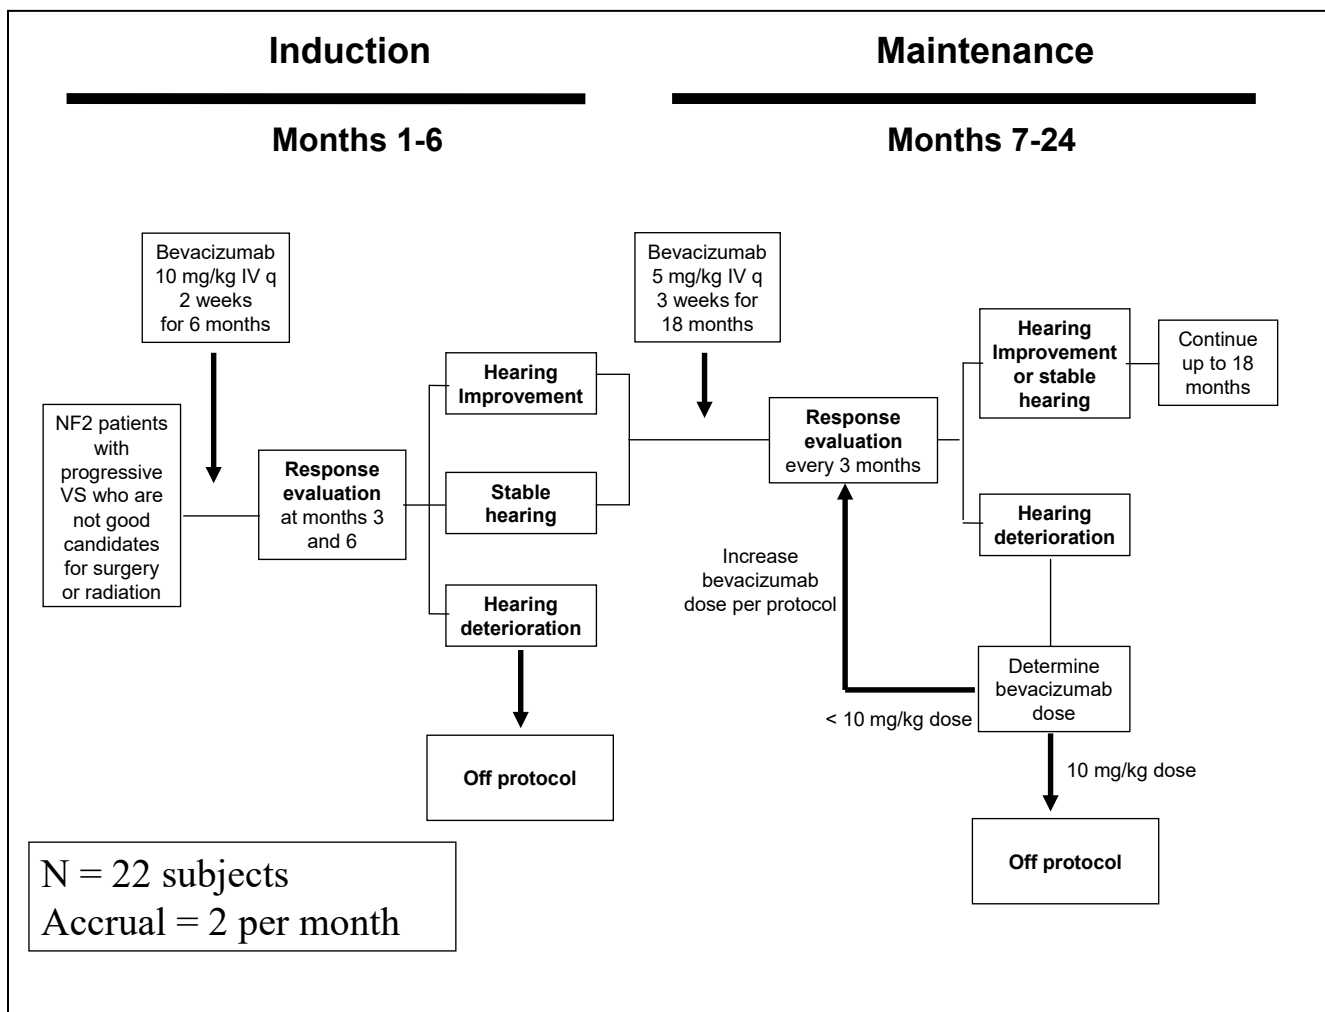 Induction
Maintenance
Months 1-6
Months 7-24
Bevacizumab
10 mg/kg IV q
2 weeks
for 6 months
NF2 patients
with
progressive
VS who are
not good
candidates
for surgery
or radiation
Response
evaluation
at months 3
and 6
Hearing
Improvement
Stable
hearing
Hearing
deterioration
Off protocol
Bevacizumab
5 mg/kg IV q
3 weeks for
18 months
Response
evaluation
every 3 months
Hearing
Improvement
or stable
hearing
Continue
up to 18
months
Hearing
deterioration
Increase
bevacizumab
dose per protocol
Determine
bevacizumab
dose
< 10 mg/kg dose
10 mg/kg dose
Off protocol
N = 22 subjects
Accrual = 2 per month